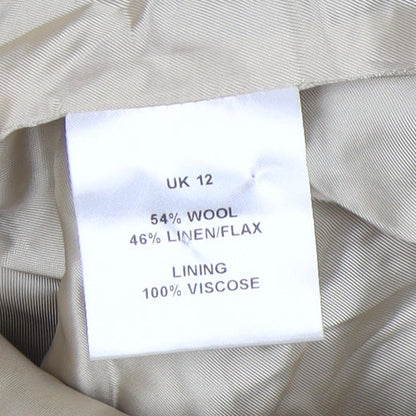 UK 12
54% WOOL
46% LINEN/FLAX
LINING
100% VISCOSE